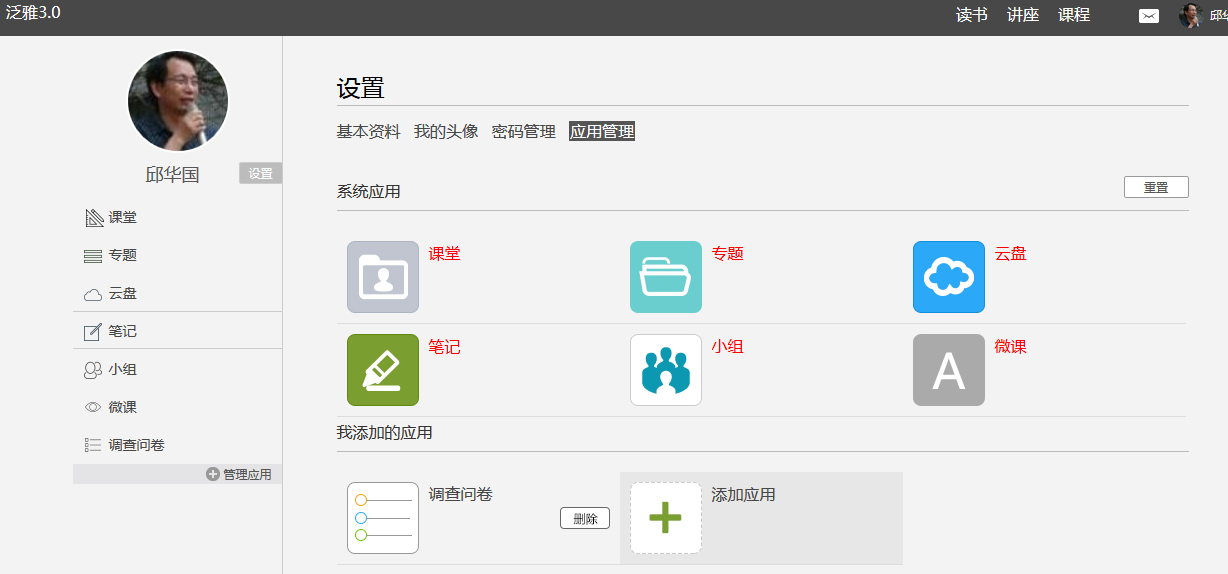 泛雅3.0
读书 讲座 课程
邱华国
设置
课堂
专题
云盘
笔记
小组
微课
调查问卷
管理应用
设置
基本资料 我的头像 密码管理 应用管理
系统应用 重置
课堂 专题 云盘
笔记 小组 微课
A
我添加的应用
调查问卷 删除 添加应用